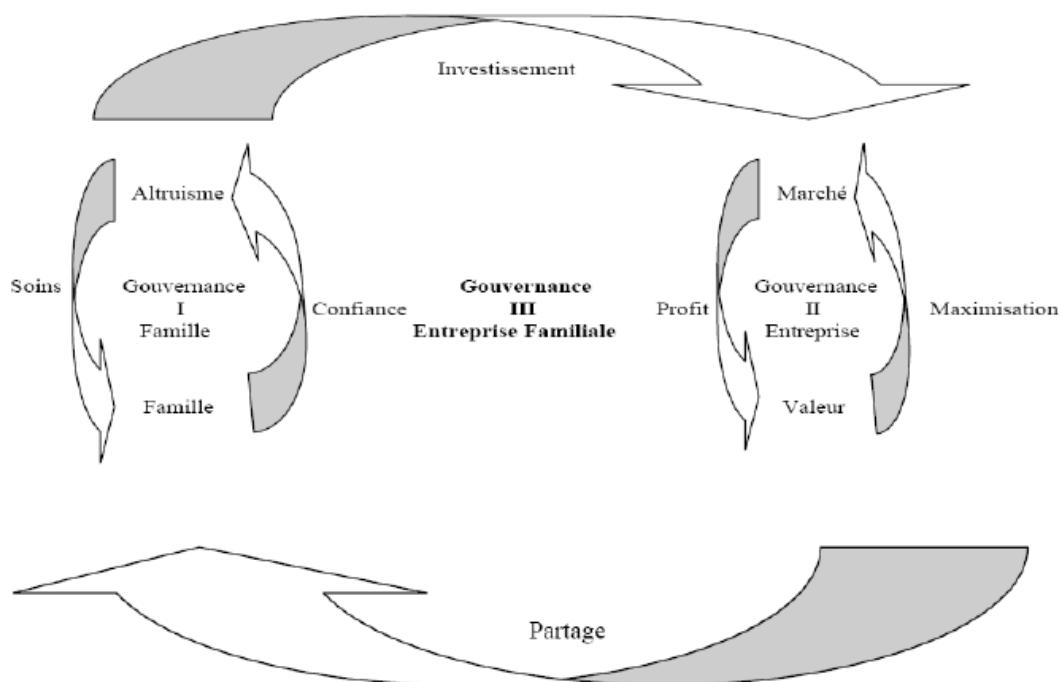 Investissement
Altruisme
Marché
Soins
Gouvernance
I
Famille
Confiance
Gouvernance
III
Entreprise Familiale
Profit
Gouvernance
II
Entreprise
Maximisation
Famille
Valeur
Partage